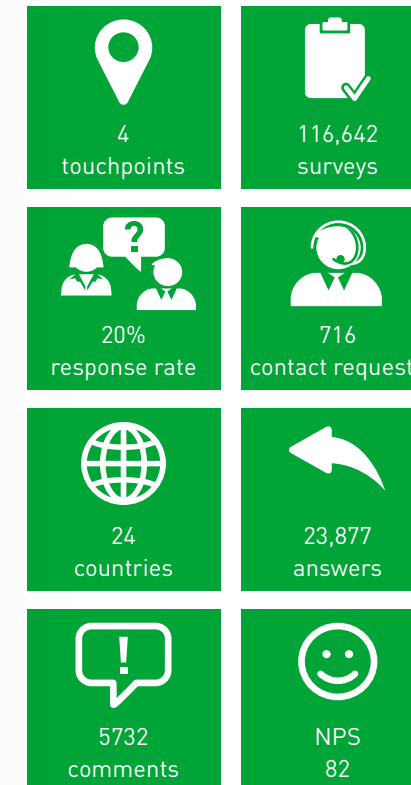 4
touchpoints
116,642
surveys
?
20%
response rate
716
contact request
24
countries
23,877
answers
!
5732
comments
NPS
82